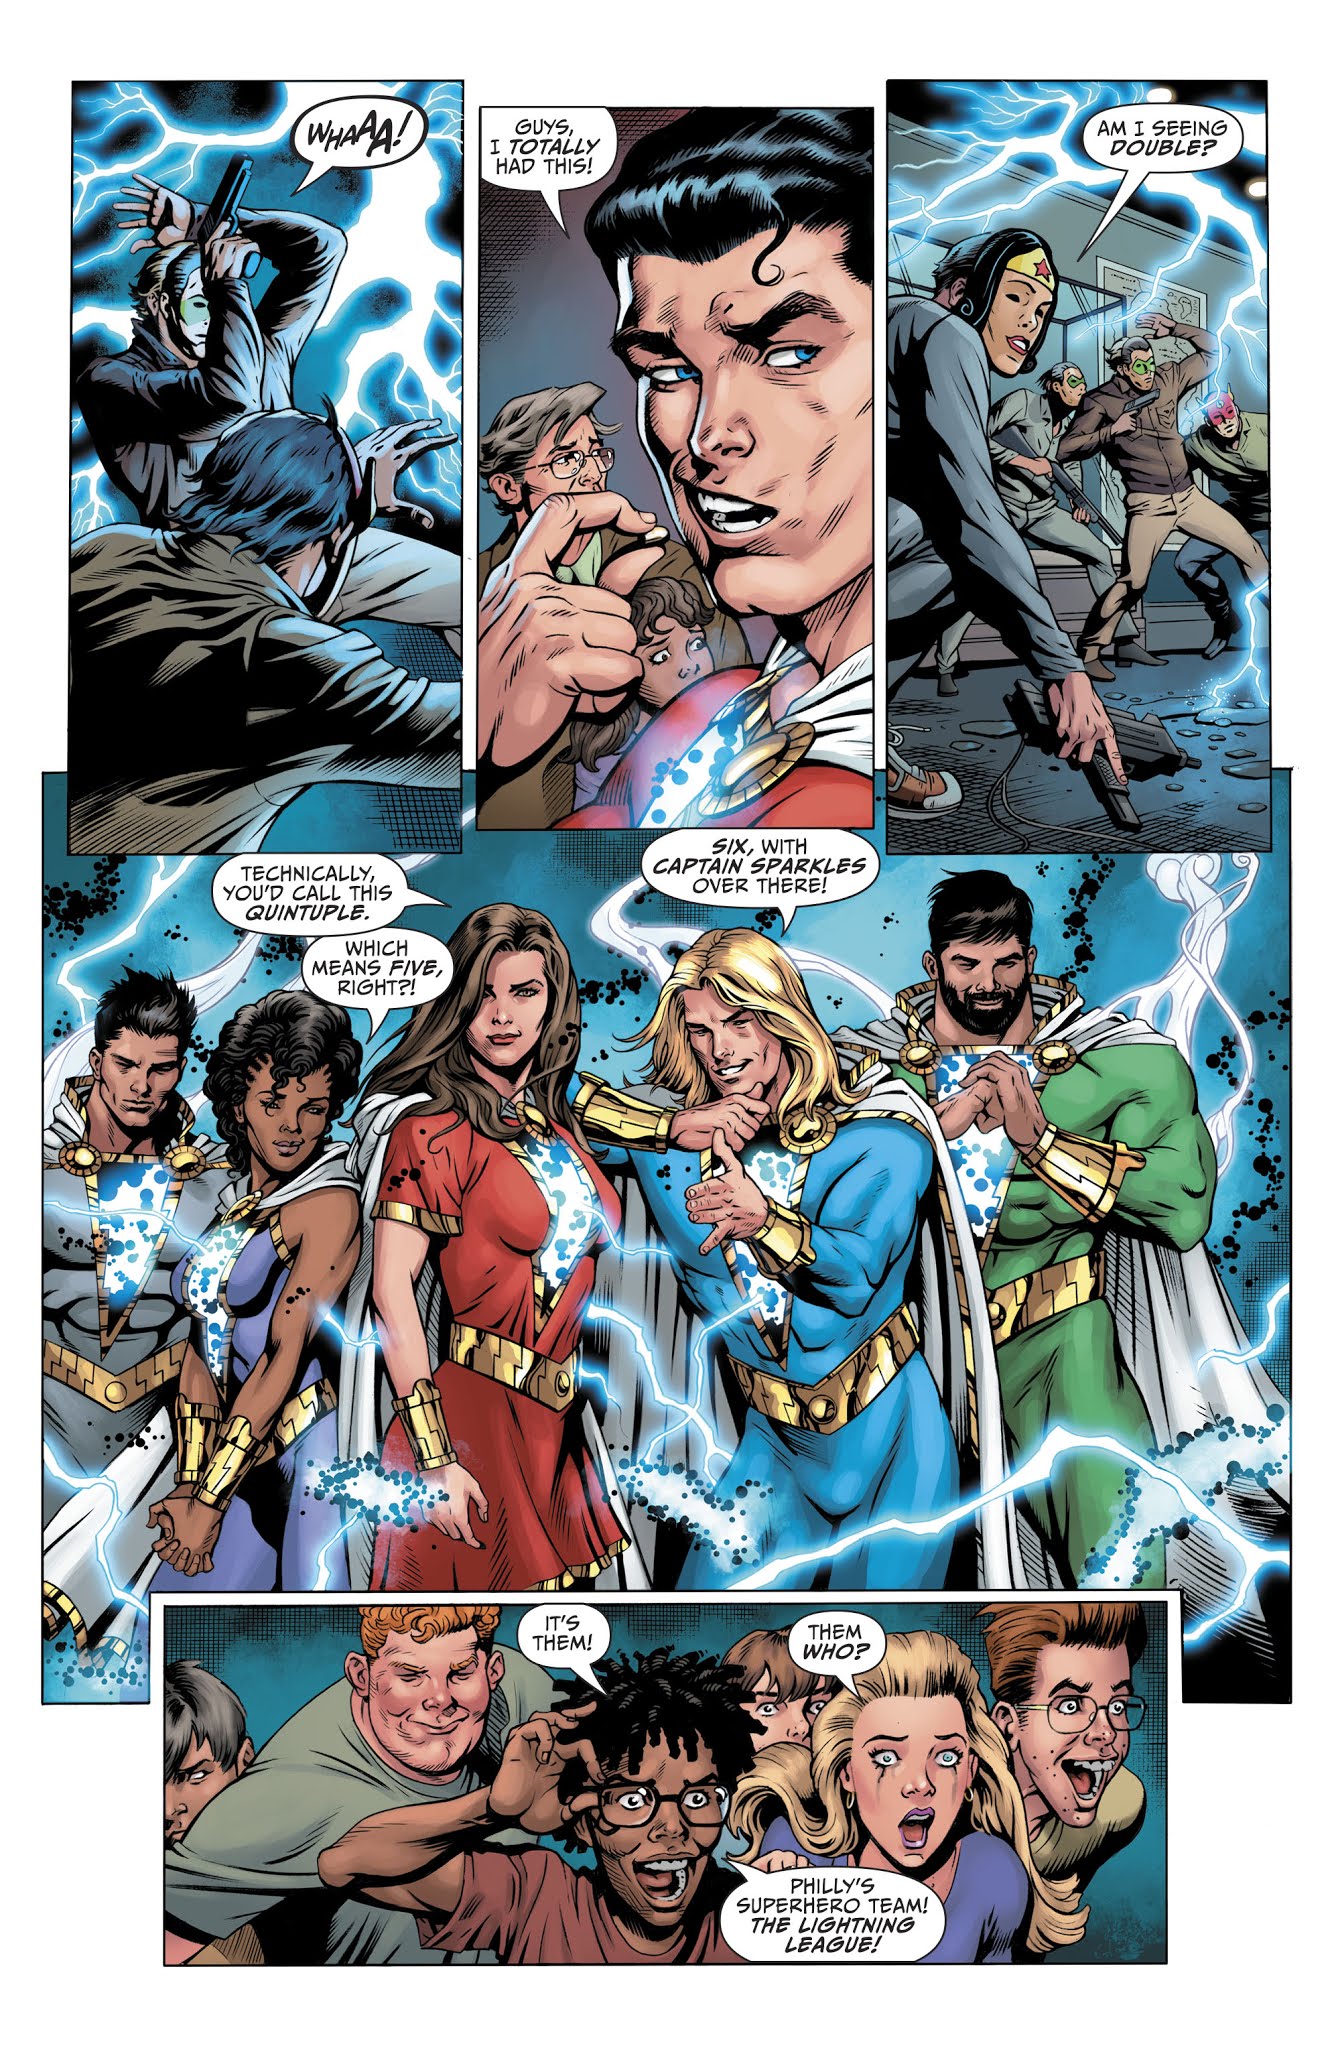 WHAAA!
GUYS,
I TOTALLY
HAD THIS!
AM I SEEING
DOUBLE?
TECHNICALLY,
YOU'D CALL THIS
QUINTUPLE.
WHICH
MEANS FIVE,
RIGHT?!
SIX, WITH
CAPTAIN SPARKLES
OVER THERE!
IT'S
THEM!
THEM
WHO?
PHILLY'S
SUPERHERO TEAM!
THE LIGHTNING
LEAGUE!